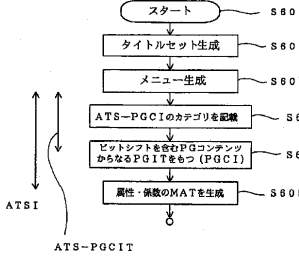 スタート
S60
タイトルセット生成
S60
メニュー生成
S60
ATS-PGCIのカテゴリを記載
S6
ビットシフトを含むPGコンテンツ
からなるPGITをもつ(PGCI)
S6
属性・係数のMATを生成
S60
ATSI
ATS-PGCIT